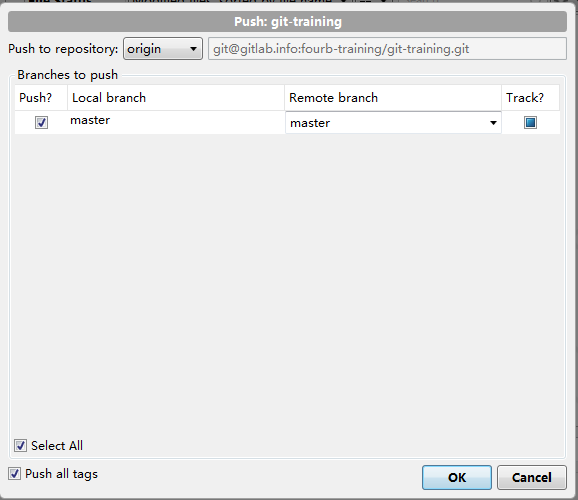 Push: git-training
Push to repository: origin git@gitlab.info:fourb-training/git-training.git
Branches to push
Push? Local branch Remote branch Track?
master master
Select All
Push all tags
OK Cancel